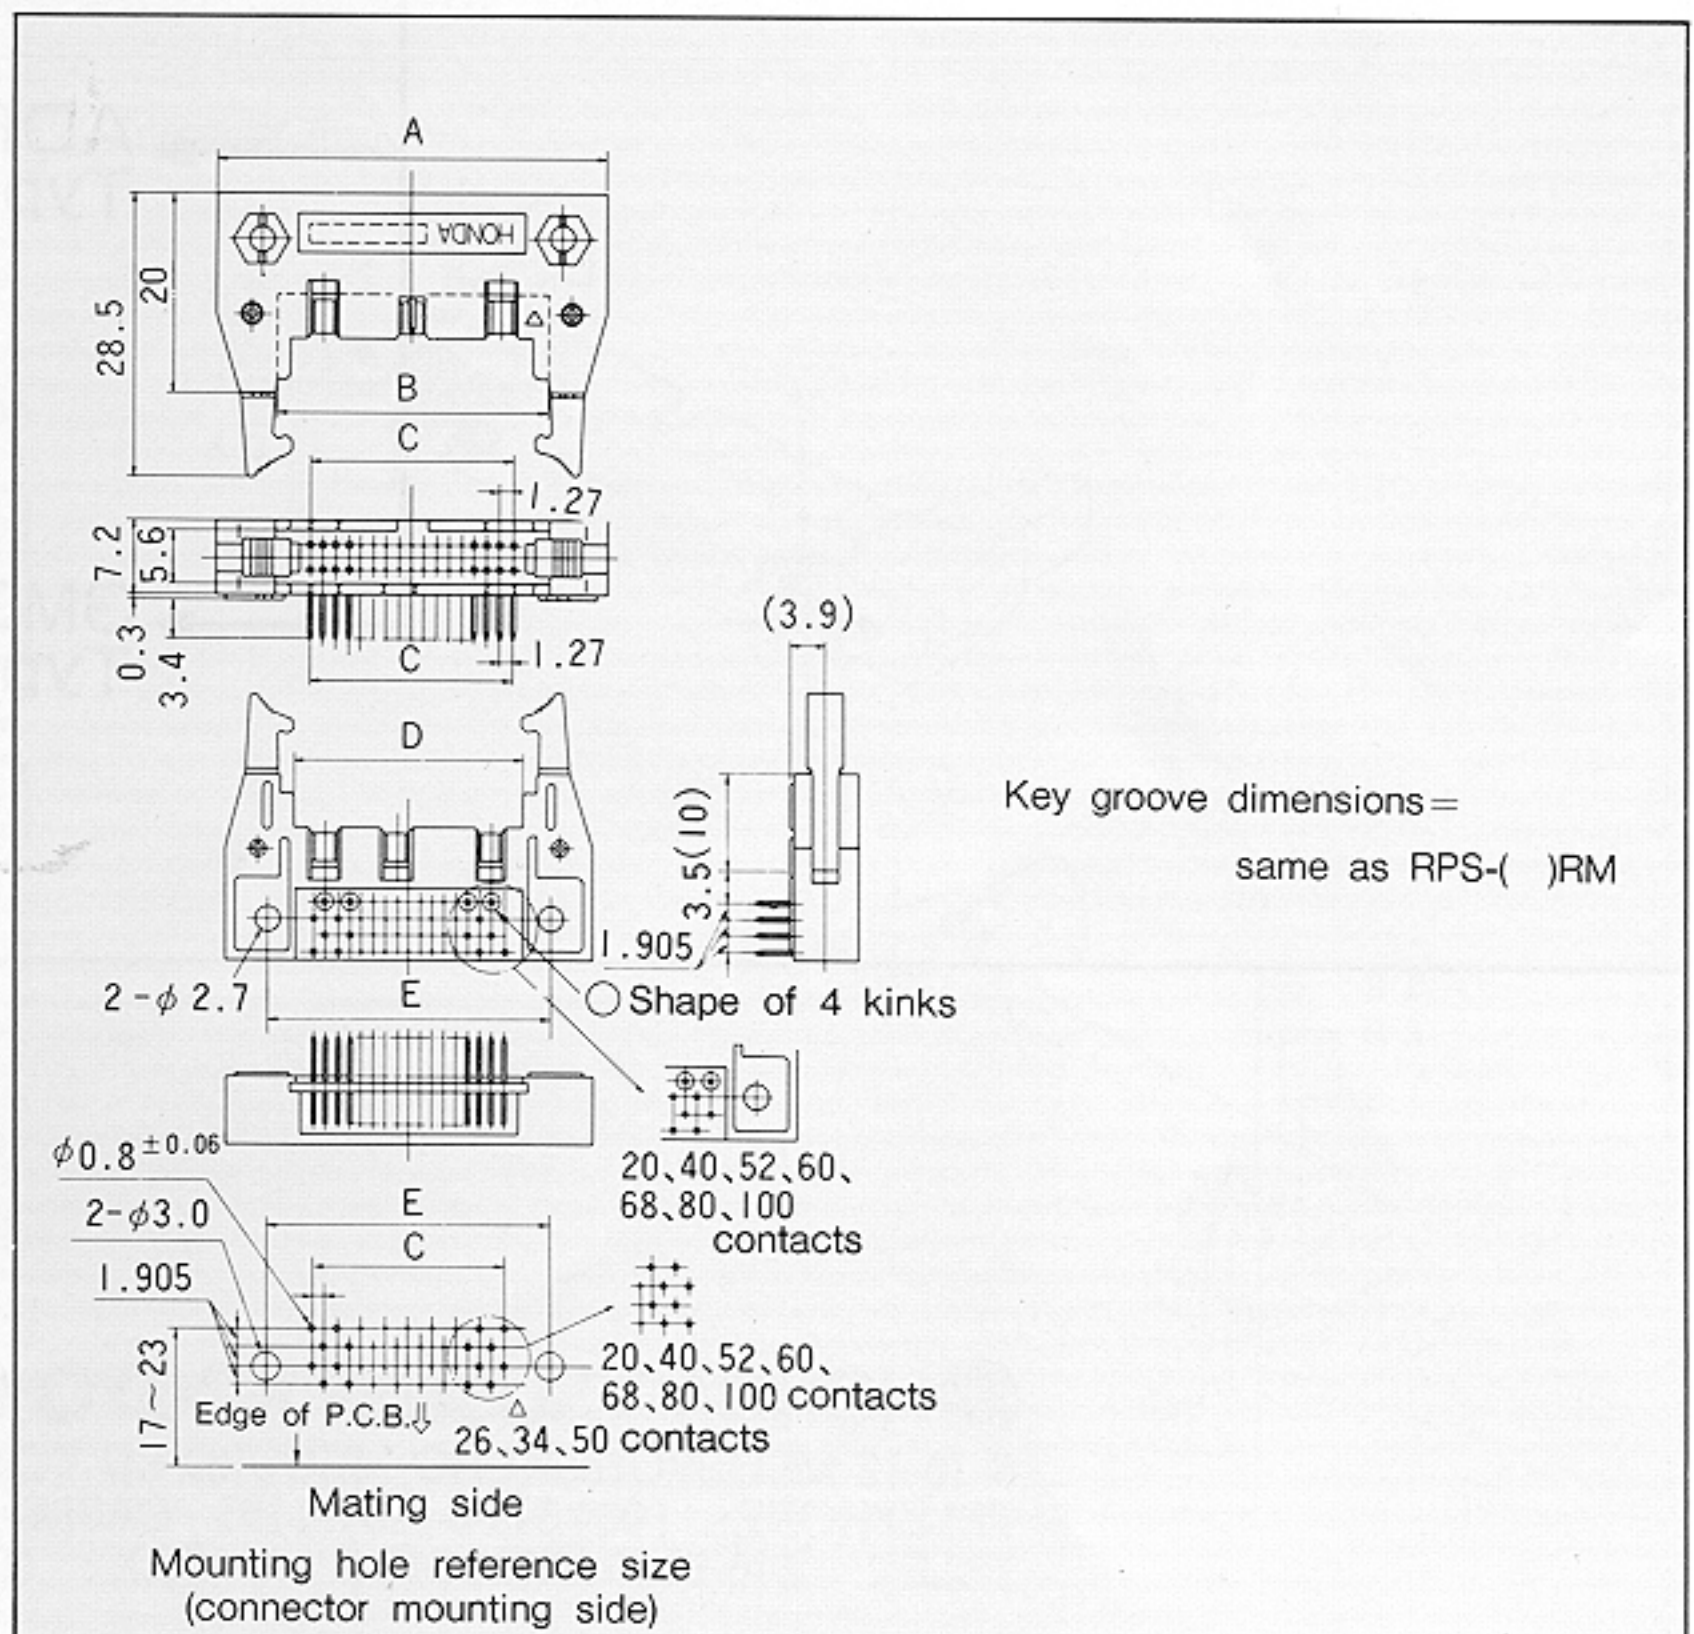 A
HONDA
20
28.5
B
C
1.27
7.2
5.6
0.3
3.4
C
1.27
(3.9)
D
3.5(10)
Key groove dimensions=
same as RPS-( )RM
1.905
2-φ2.7
E
○Shape of 4 kinks
φ0.8±0.06
20、40、52、60、
68、80、100
contacts
2-φ3.0
E
C
1.905
17~23
20、40、52、60、
68、80、100 contacts
Edge of P.C.B.⇩
△
26、34、50 contacts
Mating side
Mounting hole reference size
(connector mounting side)